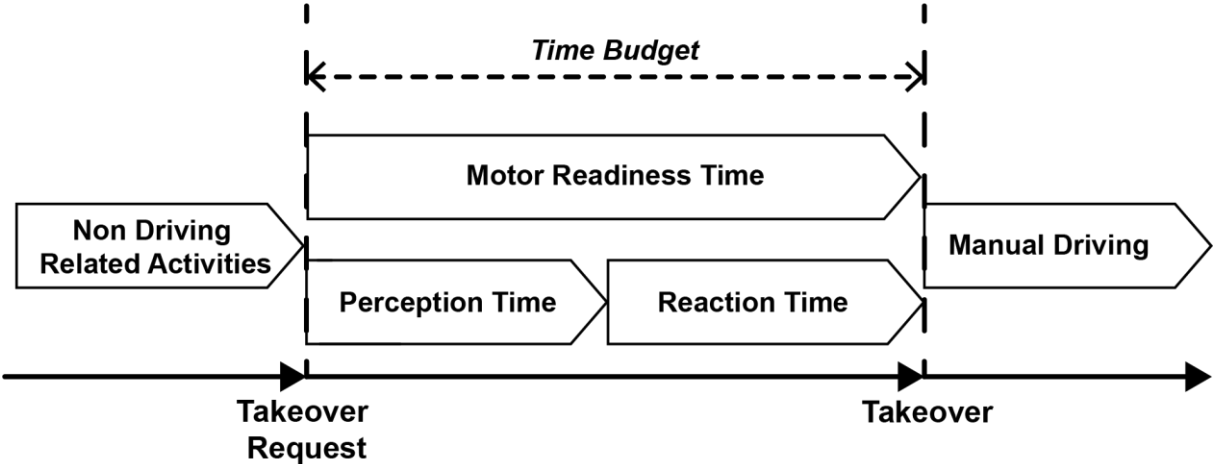 Time Budget
Motor Readiness Time
Non Driving
Related Activities
Manual Driving
Perception Time
Reaction Time
Takeover
Request
Takeover